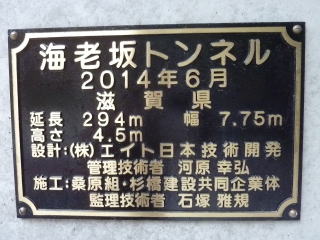 海老坂トンネル
2014年6月
滋賀県
延長 294m 幅 7.75m
高さ 4.5m
設計:(株)エイト日本技術開発
管理技術者 河原 幸弘
施工:桑原組・杉橋建設共同企業体
監理技術者 石塚 雅規